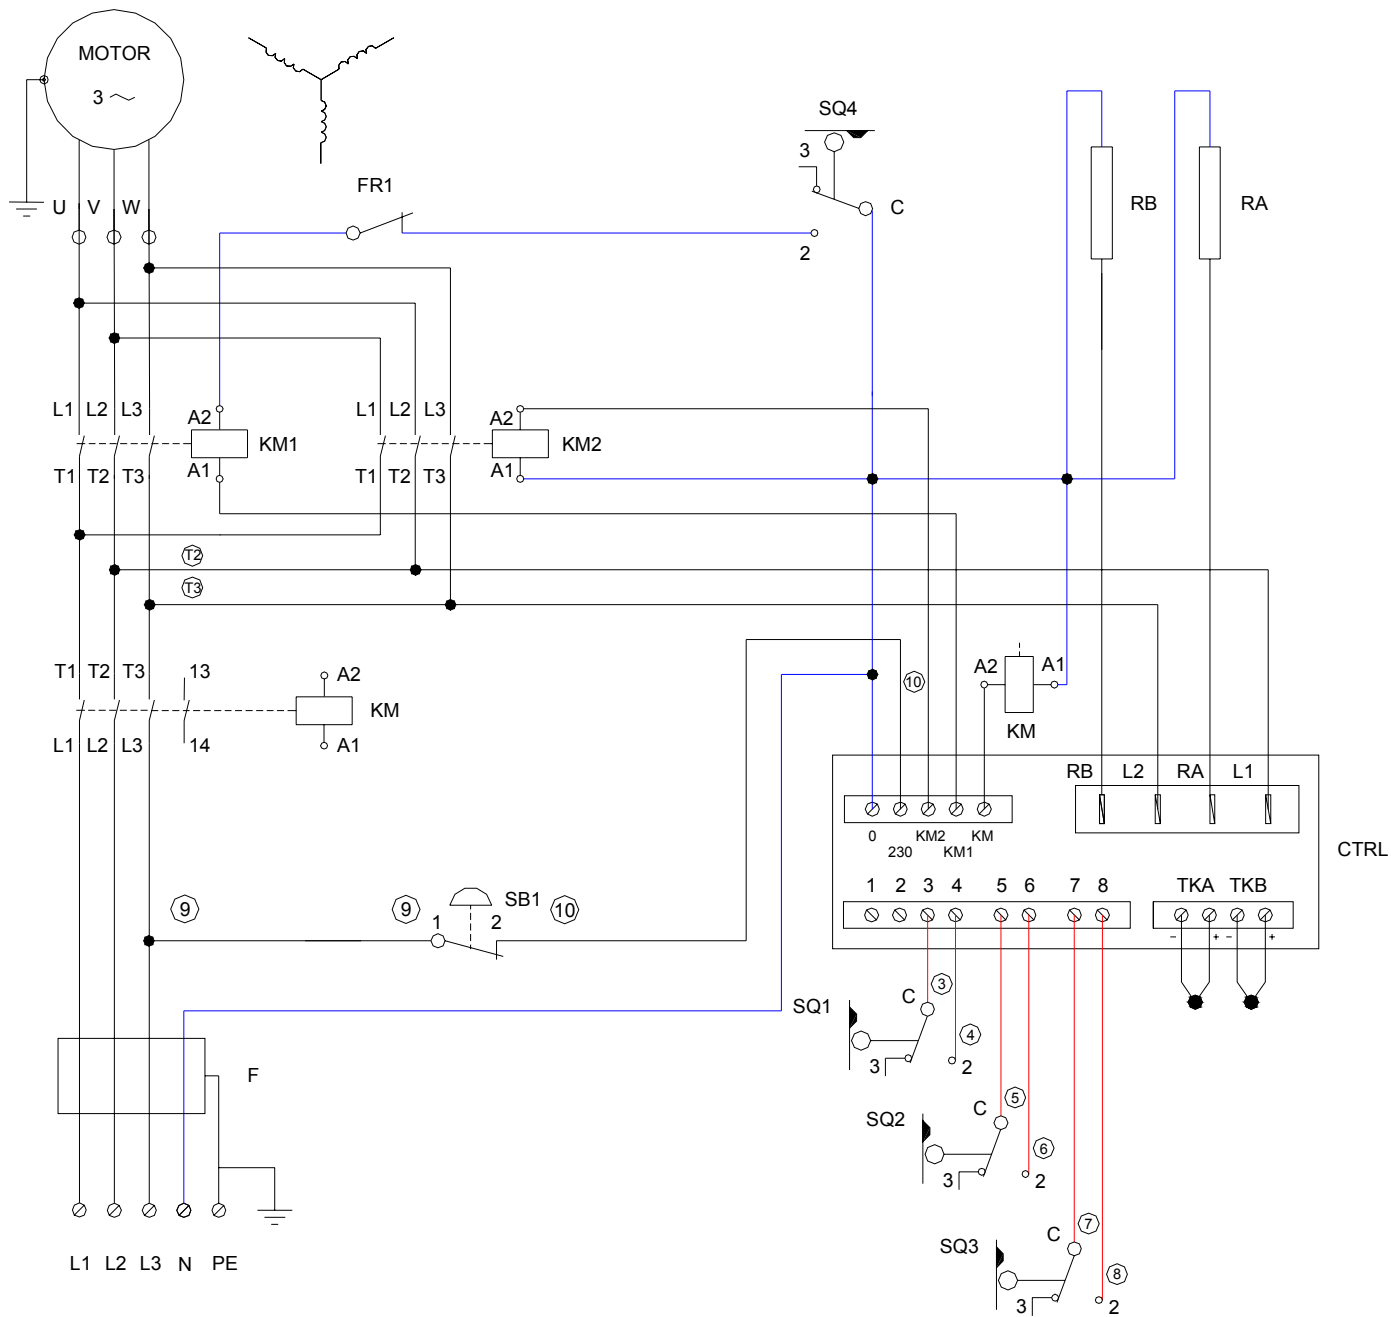 MOTOR
3
SQ4
3
FR1
C
2
U V W
RB
RA
L1 L2 L3
A2
KM1
A1
T1 T2 T3
L1 L2 L3
A2
KM2
A1
T1 T2 T3
T2
T3
T1 T2 T3 13
A2
KM
A1
L1 L2 L3 14
10
A2 A1
KM
RB L2 RA L1
0 KM2 KM
230 KM1
CTRL
1 2 3 4 5 6 7 8
TKA TKB
- + - +
9
9
1
SB1
2
10
SQ1
C
3
4
3
2
F
SQ2
C
5
6
3
2
SQ3
C
7
8
3
2
L1 L2 L3 N PE